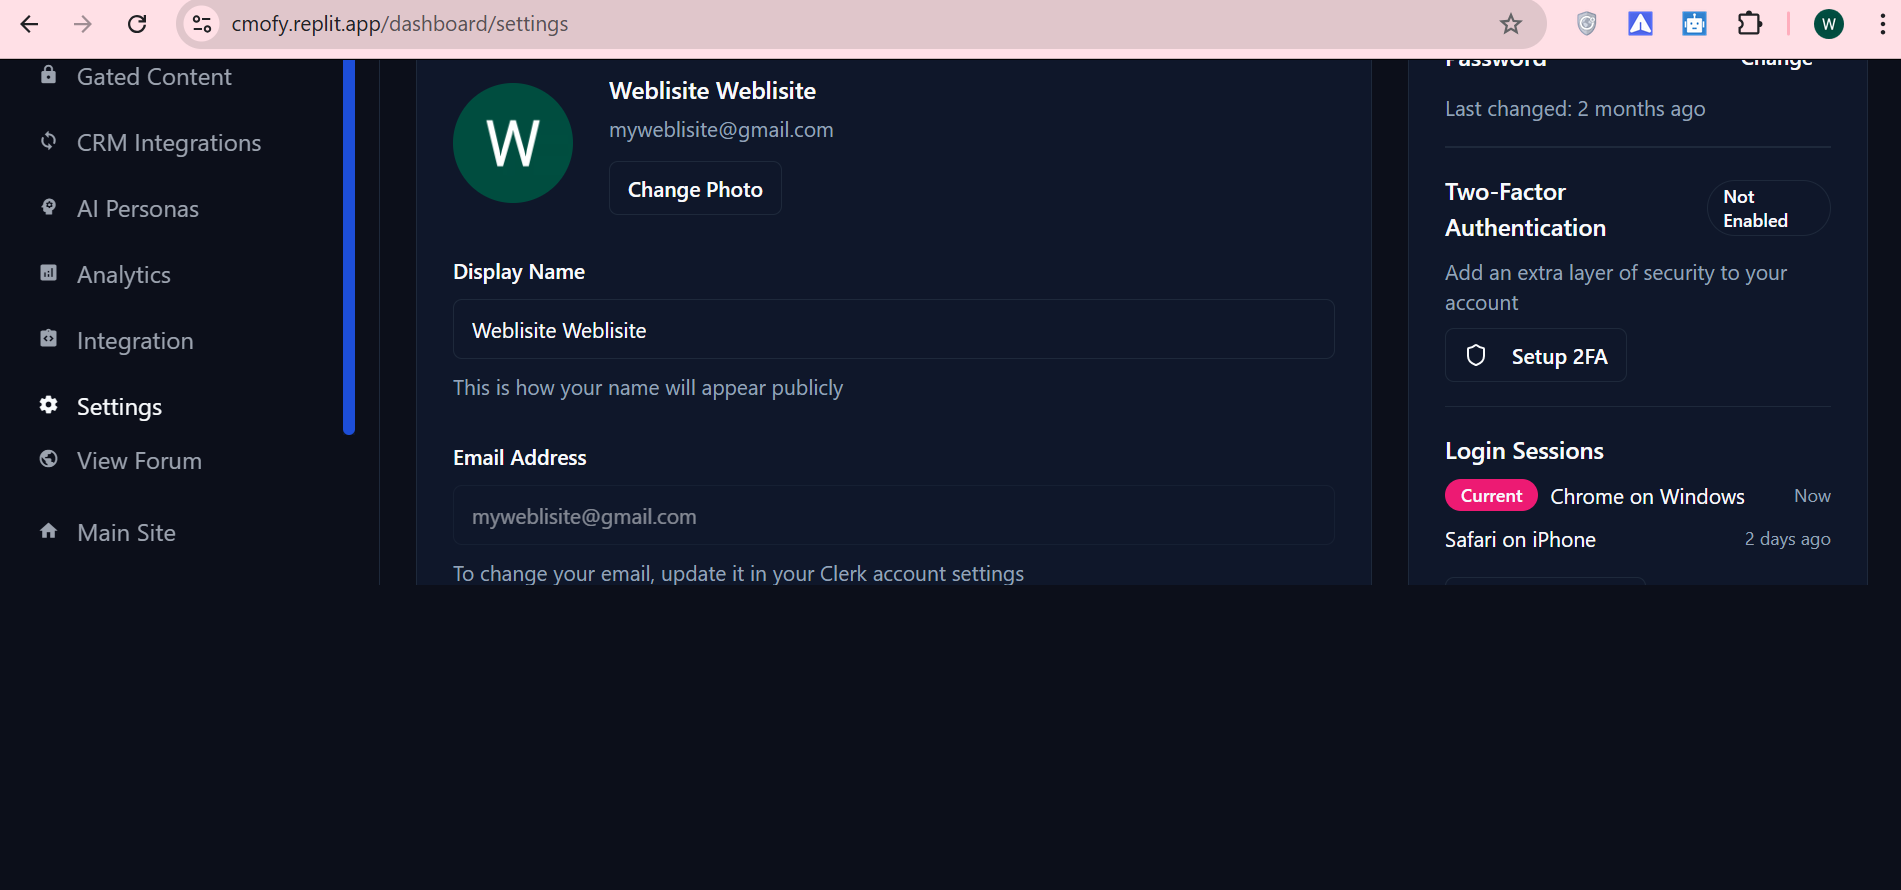 cmofy.replit.app/dashboard/settings
W
Gated Content
CRM Integrations
AI Personas
Analytics
Integration
Settings
View Forum
Main Site
W
Weblisite Weblisite
myweblisite@gmail.com
Change Photo
Display Name
Weblisite Weblisite
This is how your name will appear publicly
Email Address
myweblisite@gmail.com
To change your email, update it in your Clerk account settings
Password Change
Last changed: 2 months ago
Two-Factor
Authentication
Not
Enabled
Add an extra layer of security to your
account
Setup 2FA
Login Sessions
Current Chrome on Windows Now
Safari on iPhone 2 days ago